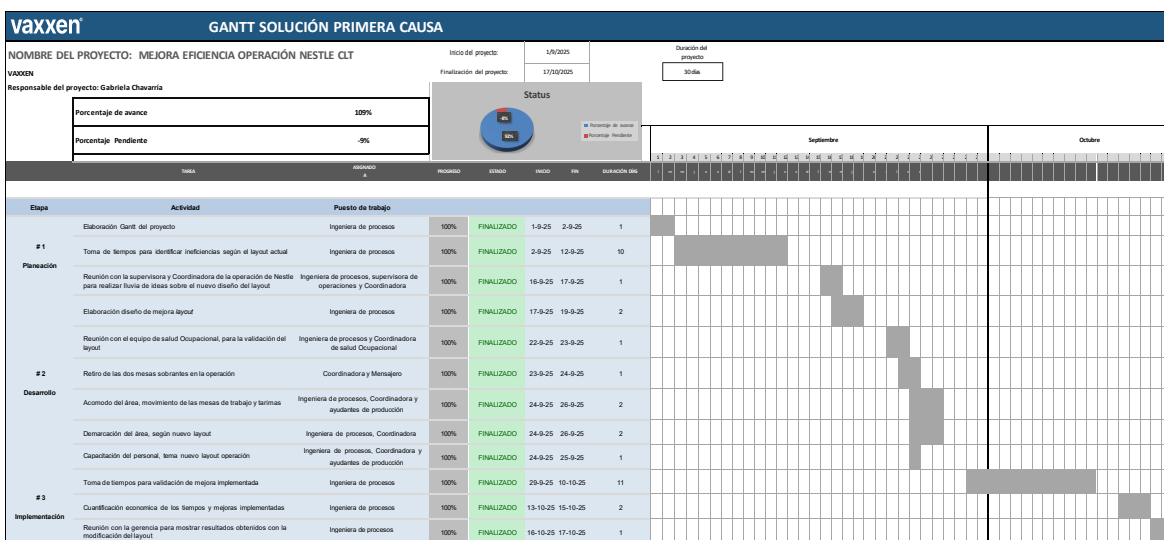 vaxxen
GANTT SOLUCIÓN PRIMERA CAUSA
NOMBRE DEL PROYECTO: MEJORA EFICIENCIA OPERACIÓN NESTLE CLT
Inicio del proyecto: 1/9/2025
Duración del proyecto
VAXXEN
Finalización del proyecto: 17/10/2025
30 días
Responsable del proyecto: Gabriela Chavarría
Status
Porcentaje de avance 109%
Porcentaje Pendiente -9%
Porcentaje de avance
Porcentaje Pendiente
Septiembre Octubre
TAREA ASIGNADO A PROGRESO ESTADO INICIO FIN DURACIÓN DÍAS
Etapa Actividad Puesto de trabajo
Elaboración Gantt del proyecto Ingeniera de procesos 100% FINALIZADO 1-9-25 2-9-25 1
# 1
Planeación
Toma de tiempos para identificar ineficiencias según el layout actual Ingeniera de procesos 100% FINALIZADO 2-9-25 12-9-25 10
Reunión con la supervisora y Coordinadora de la operación de Nestle para realizar lluvia de ideas sobre el nuevo diseño del layout Ingeniera de procesos, supervisora de operaciones y Coordinadora 100% FINALIZADO 16-9-25 17-9-25 1
Elaboración diseño de mejora layout Ingeniera de procesos 100% FINALIZADO 17-9-25 19-9-25 2
Reunión con el equipo de salud Ocupacional, para la validación del layout Ingeniera de procesos y Coordinadora de salud Ocupacional 100% FINALIZADO 22-9-25 23-9-25 1
# 2
Desarrollo
Retiro de las dos mesas sobrantes en la operación Coordinadora y Mensajero 100% FINALIZADO 23-9-25 24-9-25 1
Acomodo del área, movimiento de las mesas de trabajo y tarimas Ingeniera de procesos, Coordinadora y ayudantes de producción 100% FINALIZADO 24-9-25 26-9-25 2
Demarcación del área, según nuevo layout Ingeniera de procesos, Coordinadora 100% FINALIZADO 24-9-25 26-9-25 2
Capacitación del personal, tema nuevo layout operación Ingeniera de procesos, Coordinadora y ayudantes de producción 100% FINALIZADO 24-9-25 25-9-25 1
Toma de tiempos para validación de mejora implementada Ingeniera de procesos 100% FINALIZADO 29-9-25 10-10-25 11
# 3
Implementación
Cuantificación economica de los tiempos y mejoras implementadas Ingeniera de procesos 100% FINALIZADO 13-10-25 15-10-25 2
Reunión con la gerencia para mostrar resultados obtenidos con la modificación del layout Ingeniera de procesos 100% FINALIZADO 16-10-25 17-10-25 1